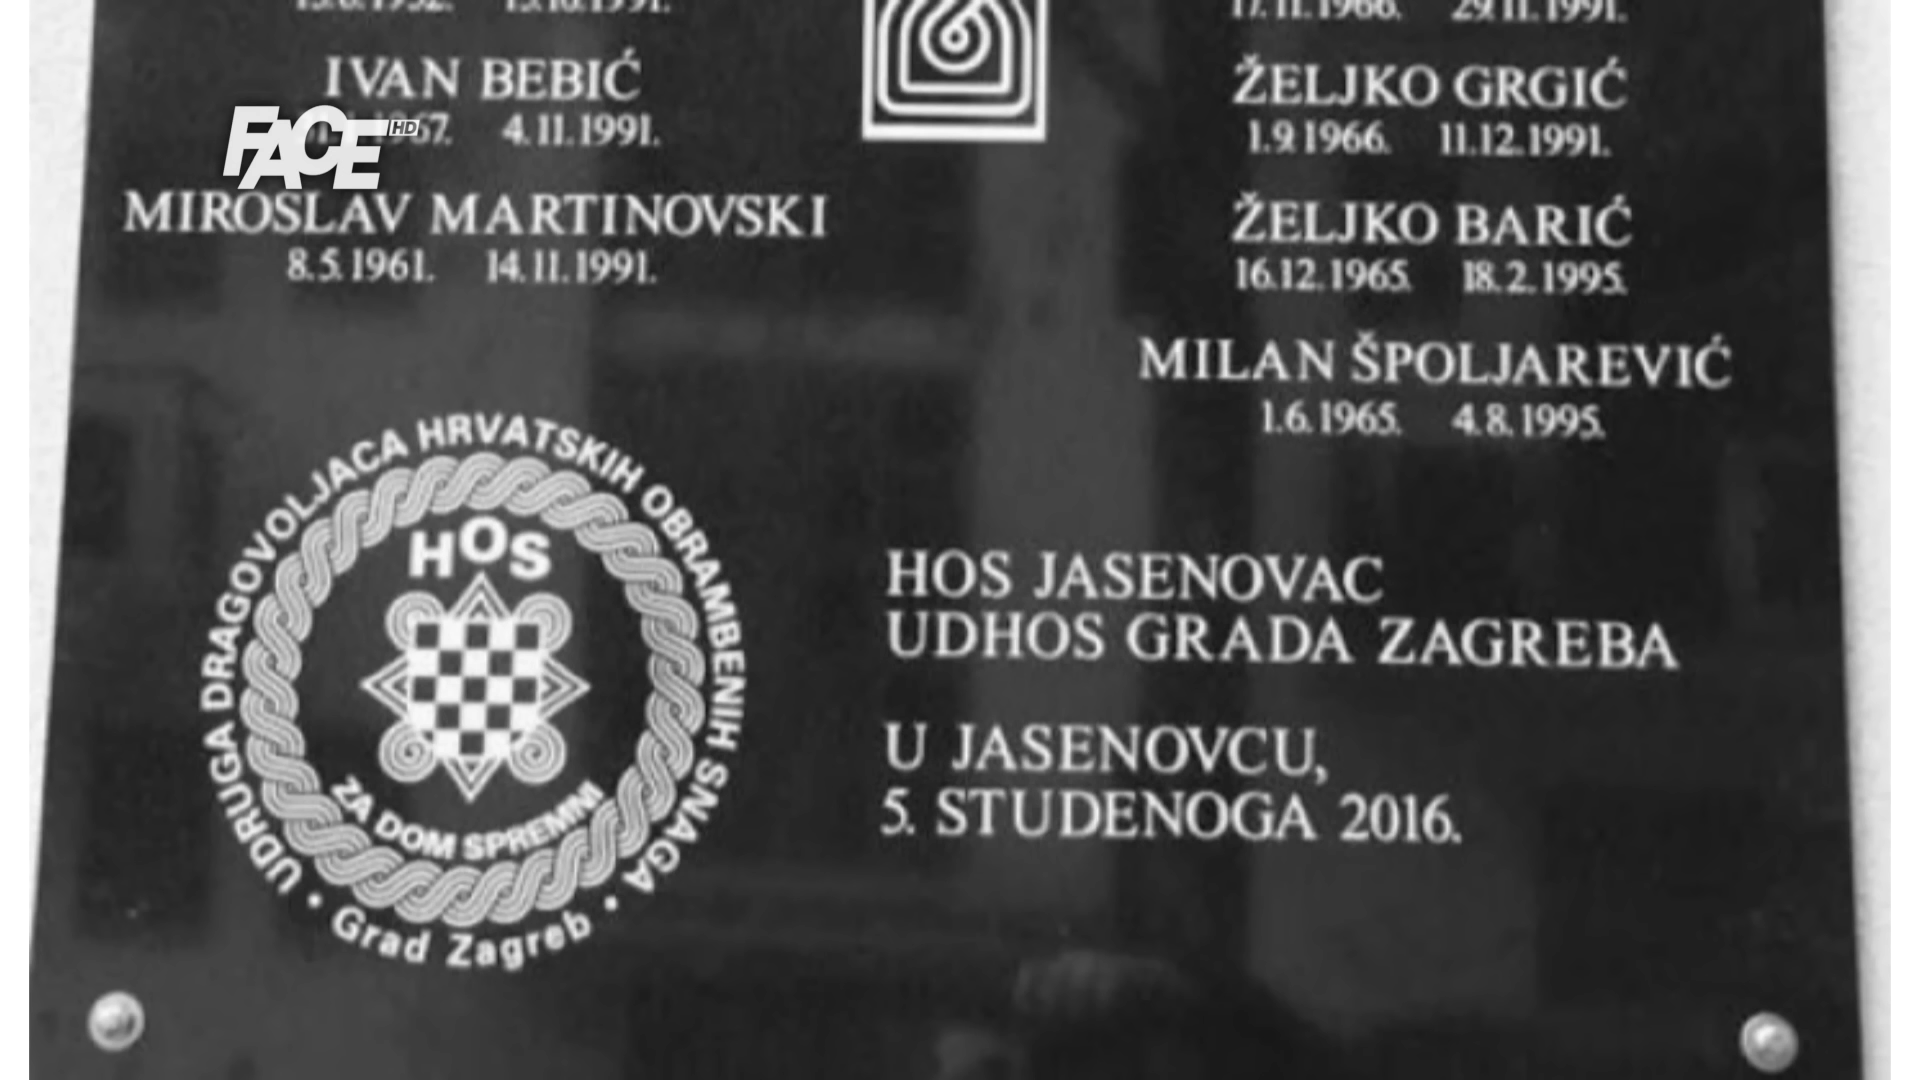 15.10.1991.
IVAN BEBIĆ
4.11.1991.
MIROSLAV MARTINOVSKI
8.5.1961. 14.11.1991.
17.11.1966. 29.11.1991.
ŽELJKO GRGIĆ
1.9.1966. 11.12.1991.
ŽELJKO BARIĆ
16.12.1965. 18.2.1995.
MILAN ŠPOLJAREVIĆ
1.6.1965. 4.8.1995.
FACE HD
UDRUGA DRAGOVOLJACA HRVATSKIH OBRAMBENIH SNAGA
HOS
ZA DOM SPREMNI
• Grad Zagreb •
HOS JASENOVAC
UDHOS GRADA ZAGREBA
U JASENOVCU,
5. STUDENOGA 2016.